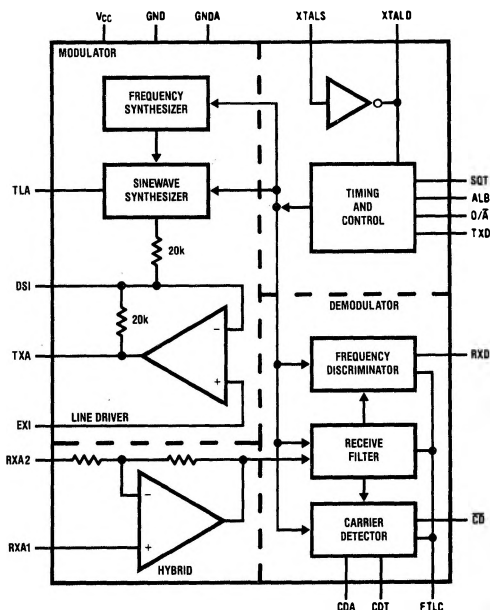 VCC GND GNDA XTALS XTALD
MODULATOR
FREQUENCY
SYNTHESIZER
TLA
SINEWAVE
SYNTHESIZER
TIMING
AND
CONTROL
SQT
ALB
O/A̅
TXD
20k
DSI
20k
DEMODULATOR
TXA
FREQUENCY
DISCRIMINATOR
RXD
EXI
LINE DRIVER
RXA2
RECEIVE
FILTER
CARRIER
DETECTOR
C̅D̅
RXA1
HYBRID
CDA CDT FTLC
- +
- +